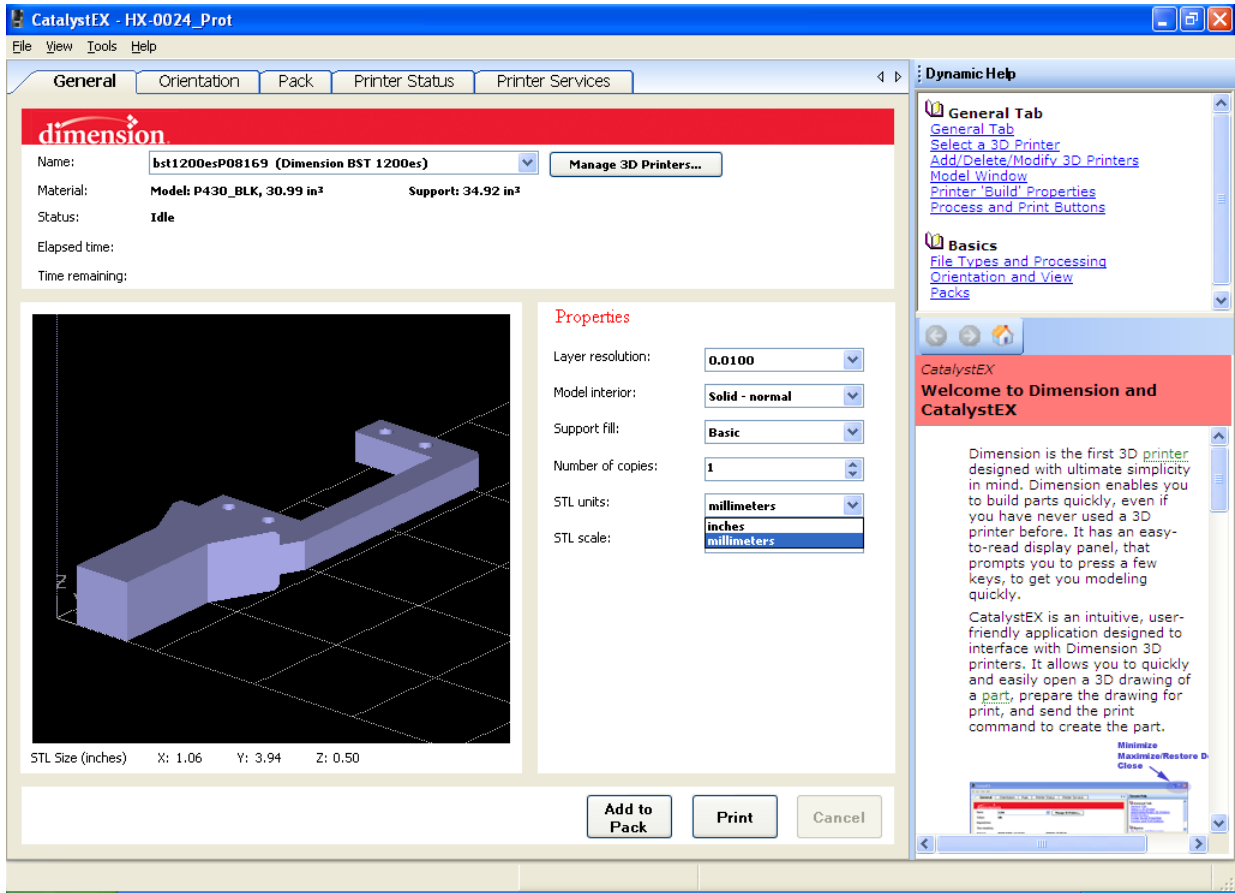 CatalystEX - HX-0024_Prot
File View Tools Help
General Orientation Pack Printer Status Printer Services
dimension
Name: bst1200esP08169 (Dimension BST 1200es) Manage 3D Printers...
Material: Model: P430_BLK, 30.99 in³ Support: 34.92 in³
Status: Idle
Elapsed time:
Time remaining:
Z
STL Size (inches) X: 1.06 Y: 3.94 Z: 0.50
Properties
Layer resolution: 0.0100
Model interior: Solid - normal
Support fill: Basic
Number of copies: 1
STL units: millimeters
inches
millimeters
STL scale:
Add to
Pack
Print
Cancel
Dynamic Help
General Tab
General Tab
Select a 3D Printer
Add/Delete/Modify 3D Printers
Model Window
Printer 'Build' Properties
Process and Print Buttons
Basics
File Types and Processing
Orientation and View
Packs
CatalystEX
Welcome to Dimension and
CatalystEX
Dimension is the first 3D printer
designed with ultimate simplicity
in mind. Dimension enables you
to build parts quickly, even if
you have never used a 3D
printer before. It has an easy-
to-read display panel, that
prompts you to press a few
keys, to get you modeling
quickly.
CatalystEX is an intuitive, user-
friendly application designed to
interface with Dimension 3D
printers. It allows you to quickly
and easily open a 3D drawing of
a part, prepare the drawing for
print, and send the print
command to create the part.
Minimize
Maximize/Restore D
Close